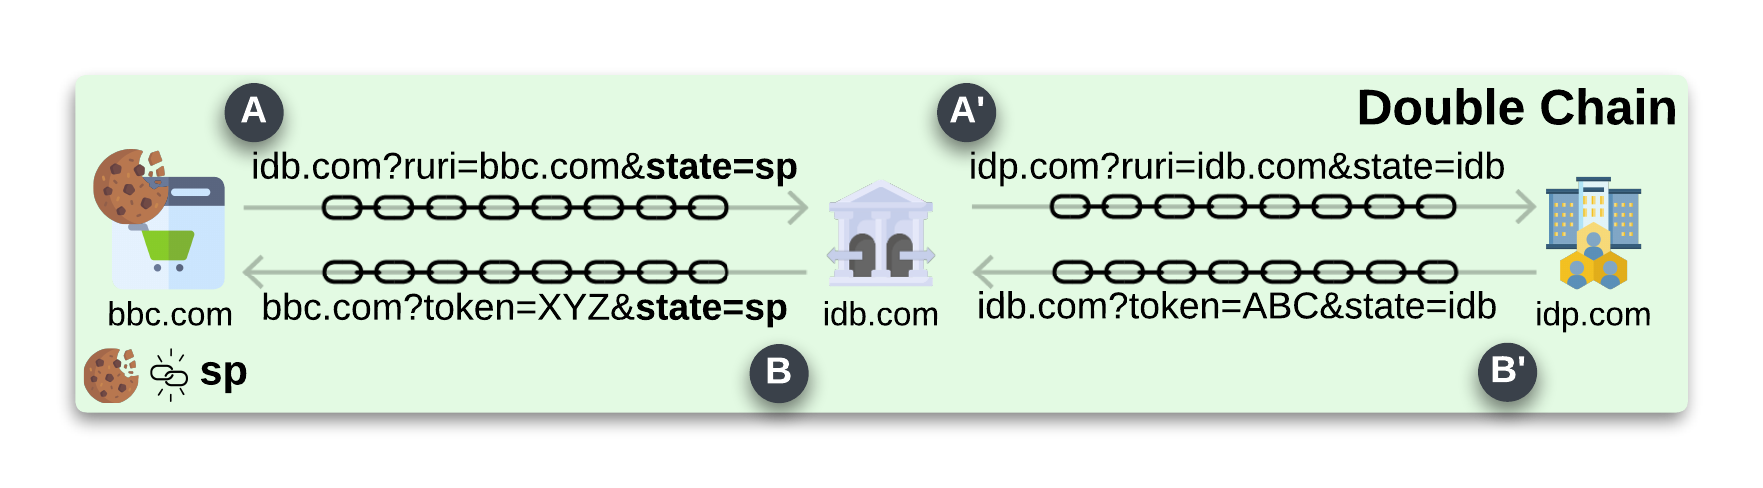 A
A'
Double Chain
idb.com?ruri=bbc.com&state=sp
idp.com?ruri=idb.com&state=idb
bbc.com?token=XYZ&state=sp
idb.com?token=ABC&state=idb
bbc.com
idb.com
idp.com
sp
B
B'